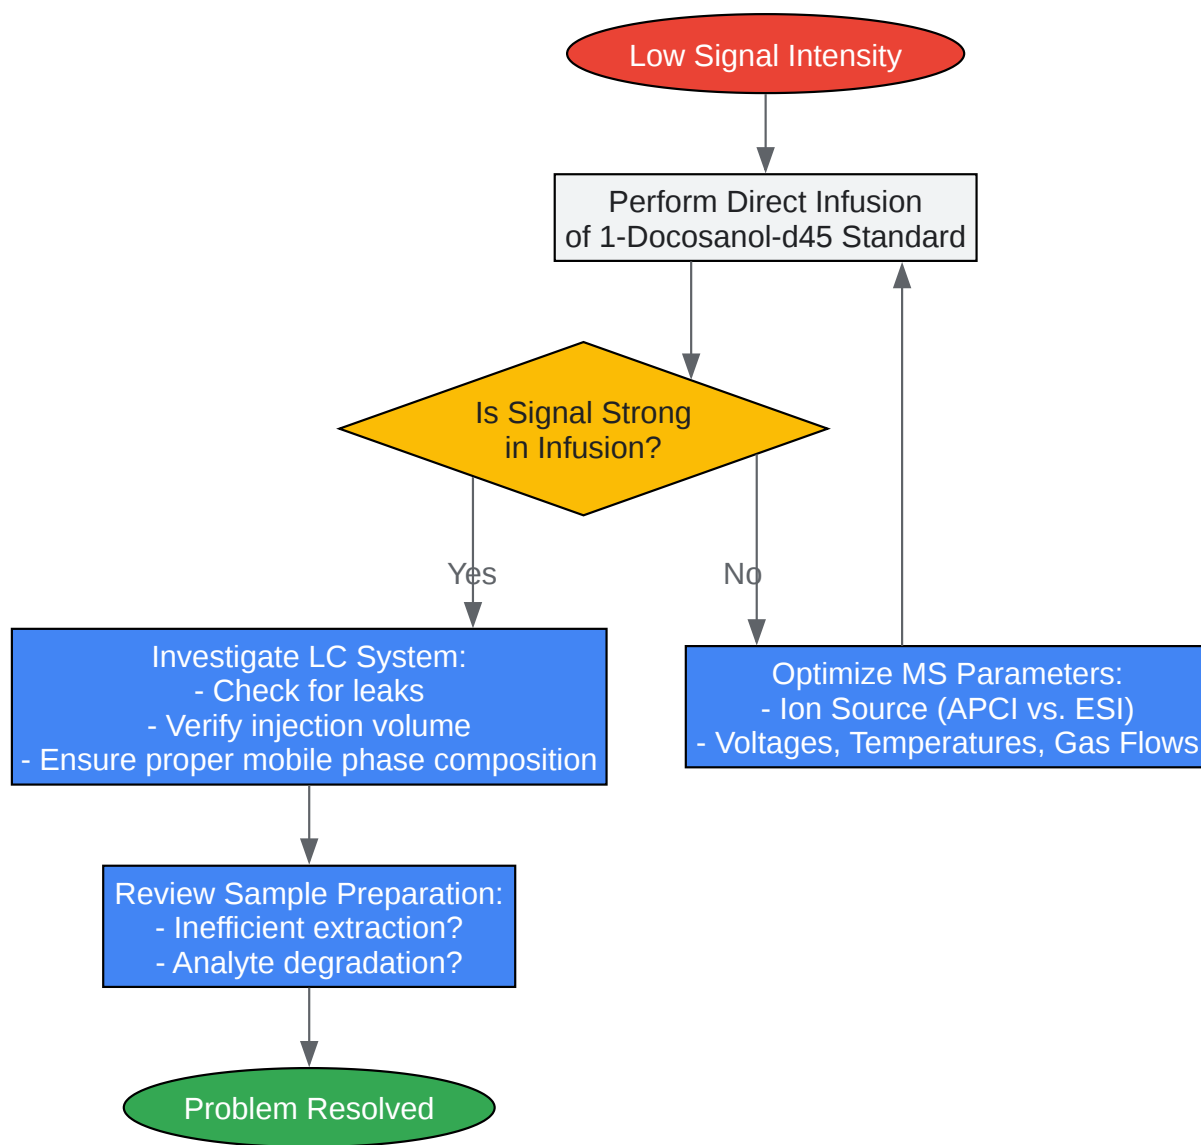 Low Signal Intensity
Perform Direct Infusion
of 1-Docosanol-d45 Standard
Is Signal Strong
in Infusion?
Yes
No
Investigate LC System:
- Check for leaks
- Verify injection volume
- Ensure proper mobile phase composition
Optimize MS Parameters:
- Ion Source (APCI vs. ESI)
- Voltages, Temperatures, Gas Flows
Review Sample Preparation:
- Inefficient extraction?
- Analyte degradation?
Problem Resolved